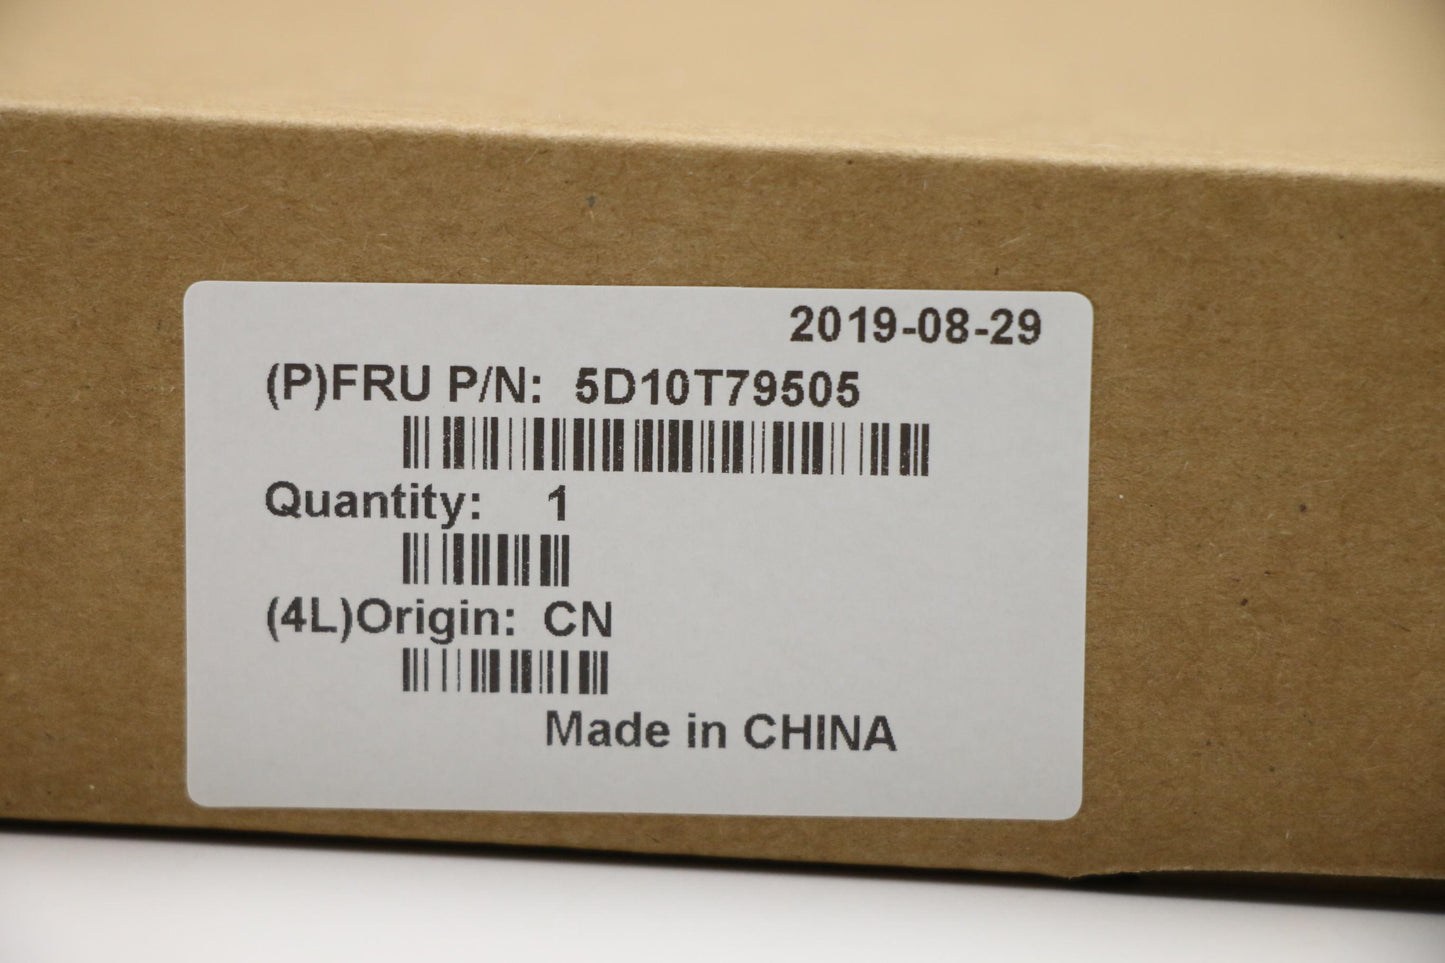 2019-08-29
(P)FRU P/N: 5D10T79505
Quantity: 1
(4L)Origin: CN
Made in CHINA